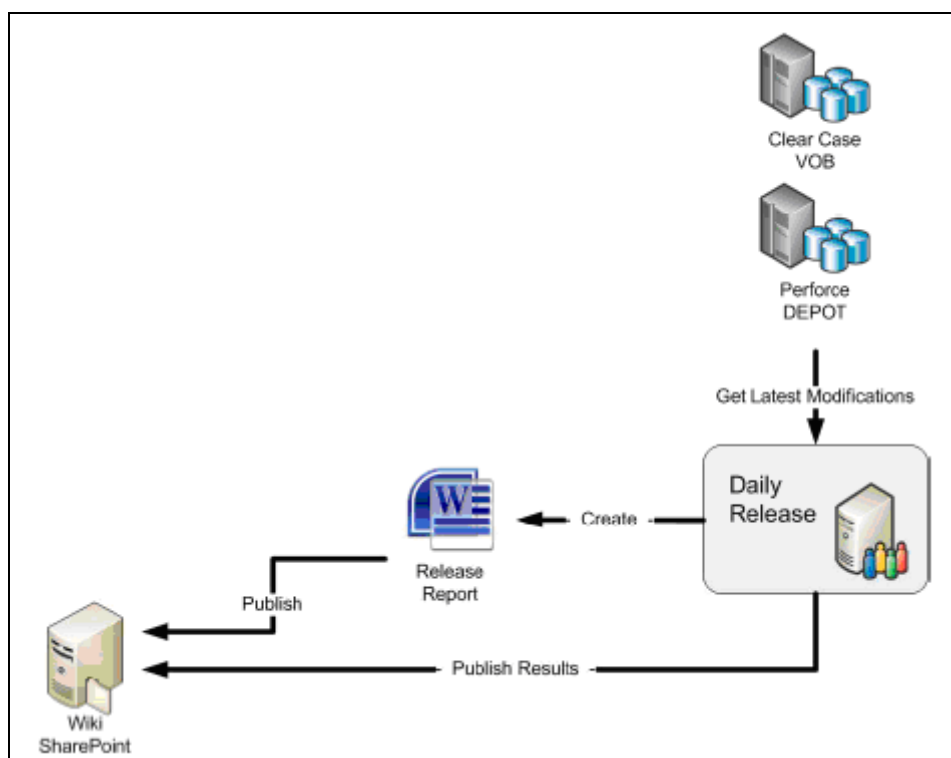 Clear Case
VOB
Perforce
DEPOT
Get Latest Modifications
Daily
Release
Create
W
Release
Report
Publish
Publish Results
Wiki
SharePoint